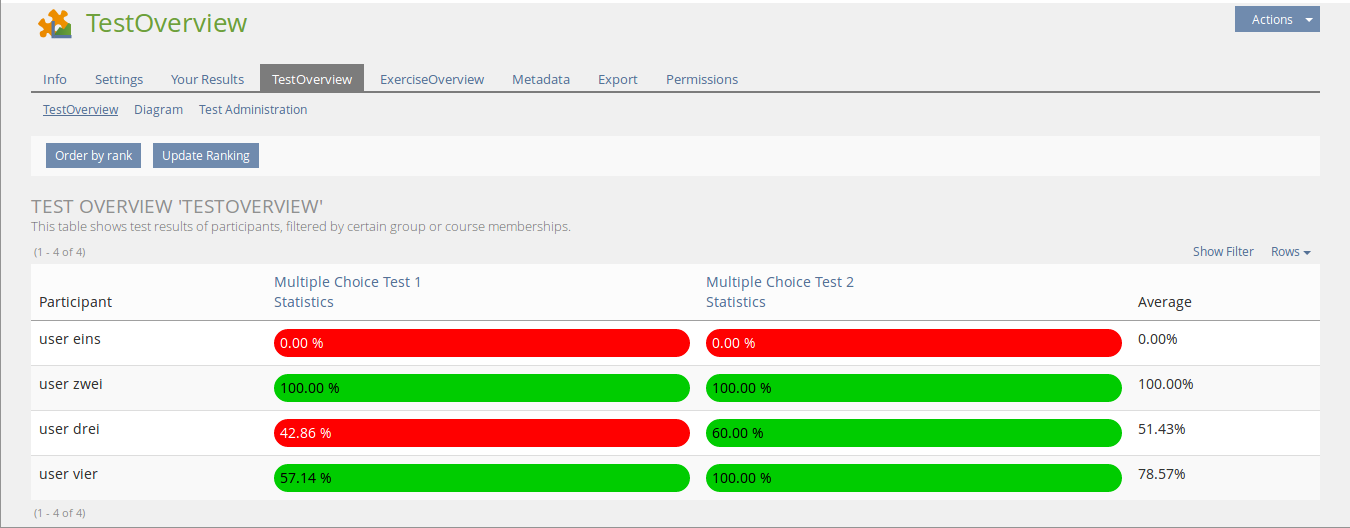 TestOverview
Actions
Info Settings Your Results TestOverview ExerciseOverview Metadata Export Permissions
TestOverview Diagram Test Administration
Order by rank Update Ranking
TEST OVERVIEW 'TESTOVERVIEW'
This table shows test results of participants, filtered by certain group or course memberships.
(1 - 4 of 4) Show Filter Rows
Multiple Choice Test 1 Multiple Choice Test 2
Participant Statistics Statistics Average
user eins 0.00 % 0.00 % 0.00%
user zwei 100.00 % 100.00 % 100.00%
user drei 42.86 % 60.00 % 51.43%
user vier 57.14 % 100.00 % 78.57%
(1 - 4 of 4)